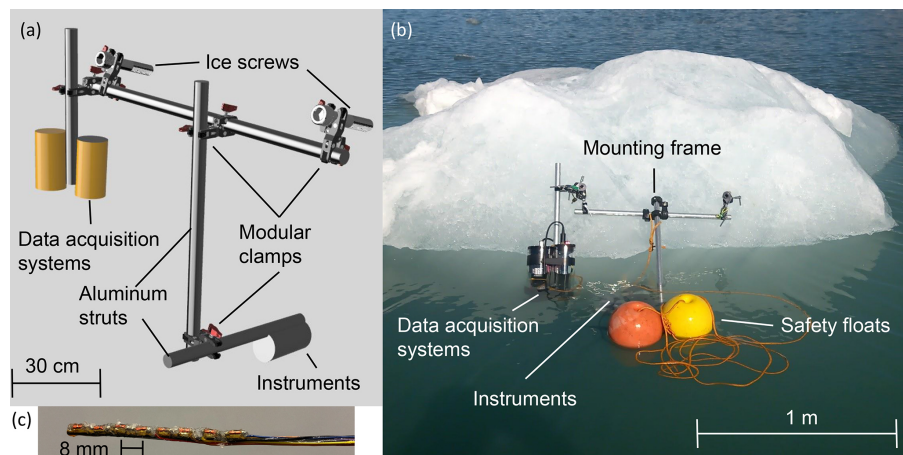 (a)
Ice screws
Data acquisition
systems
Modular
clamps
Aluminum
struts
Instruments
30 cm
(b)
Mounting frame
Data acquisition
systems
Safety floats
Instruments
1 m
(c)
8 mm